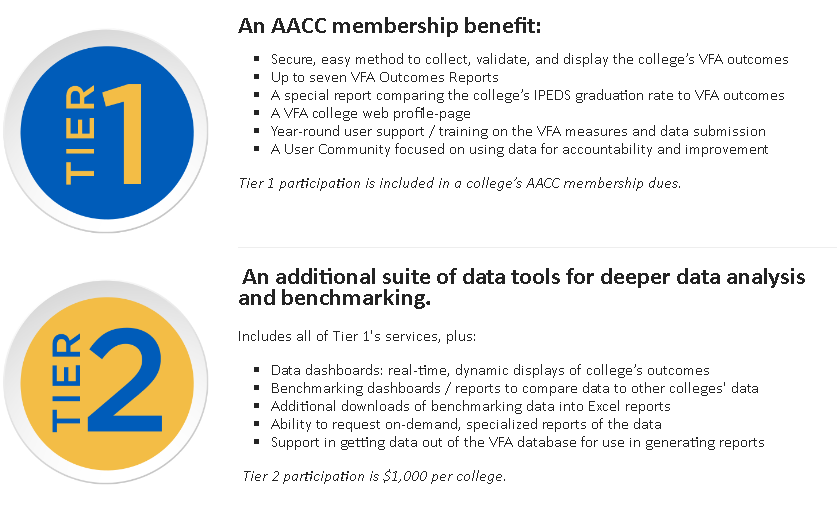 TIER 1
An AACC membership benefit:
▪ Secure, easy method to collect, validate, and display the college's VFA outcomes
▪ Up to seven VFA Outcomes Reports
▪ A special report comparing the college's IPEDS graduation rate to VFA outcomes
▪ A VFA college web profile-page
▪ Year-round user support / training on the VFA measures and data submission
▪ A User Community focused on using data for accountability and improvement
Tier 1 participation is included in a college's AACC membership dues.
TIER 2
An additional suite of data tools for deeper data analysis
and benchmarking.
Includes all of Tier 1's services, plus:
▪ Data dashboards: real-time, dynamic displays of college's outcomes
▪ Benchmarking dashboards / reports to compare data to other colleges' data
▪ Additional downloads of benchmarking data into Excel reports
▪ Ability to request on-demand, specialized reports of the data
▪ Support in getting data out of the VFA database for use in generating reports
Tier 2 participation is $1,000 per college.